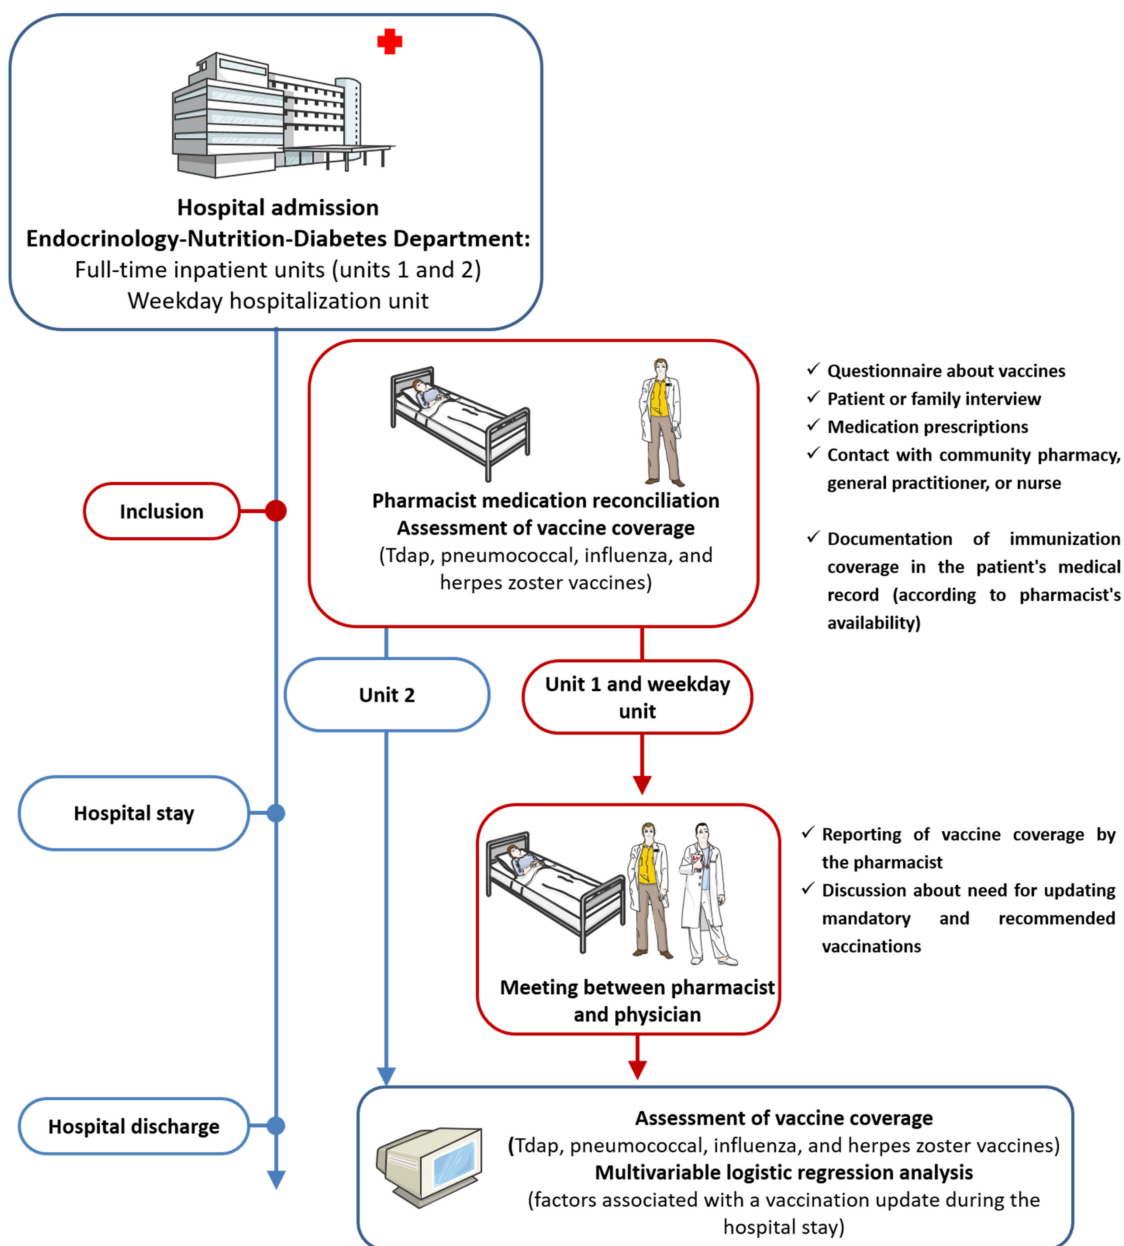 Hospital admission
Endocrinology-Nutrition-Diabetes Department:
Full-time inpatient units (units 1 and 2)
Weekday hospitalization unit
Inclusion
Pharmacist medication reconciliation
Assessment of vaccine coverage
(Tdap, pneumococcal, influenza, and
herpes zoster vaccines)
✓ Questionnaire about vaccines
✓ Patient or family interview
✓ Medication prescriptions
✓ Contact with community pharmacy,
general practitioner, or nurse
✓ Documentation of immunization
coverage in the patient's medical
record (according to pharmacist's
availability)
Unit 2
Unit 1 and weekday
unit
Hospital stay
Meeting between pharmacist
and physician
✓ Reporting of vaccine coverage by
the pharmacist
✓ Discussion about need for updating
mandatory and recommended
vaccinations
Hospital discharge
Assessment of vaccine coverage
(Tdap, pneumococcal, influenza, and herpes zoster vaccines)
Multivariable logistic regression analysis
(factors associated with a vaccination update during the
hospital stay)